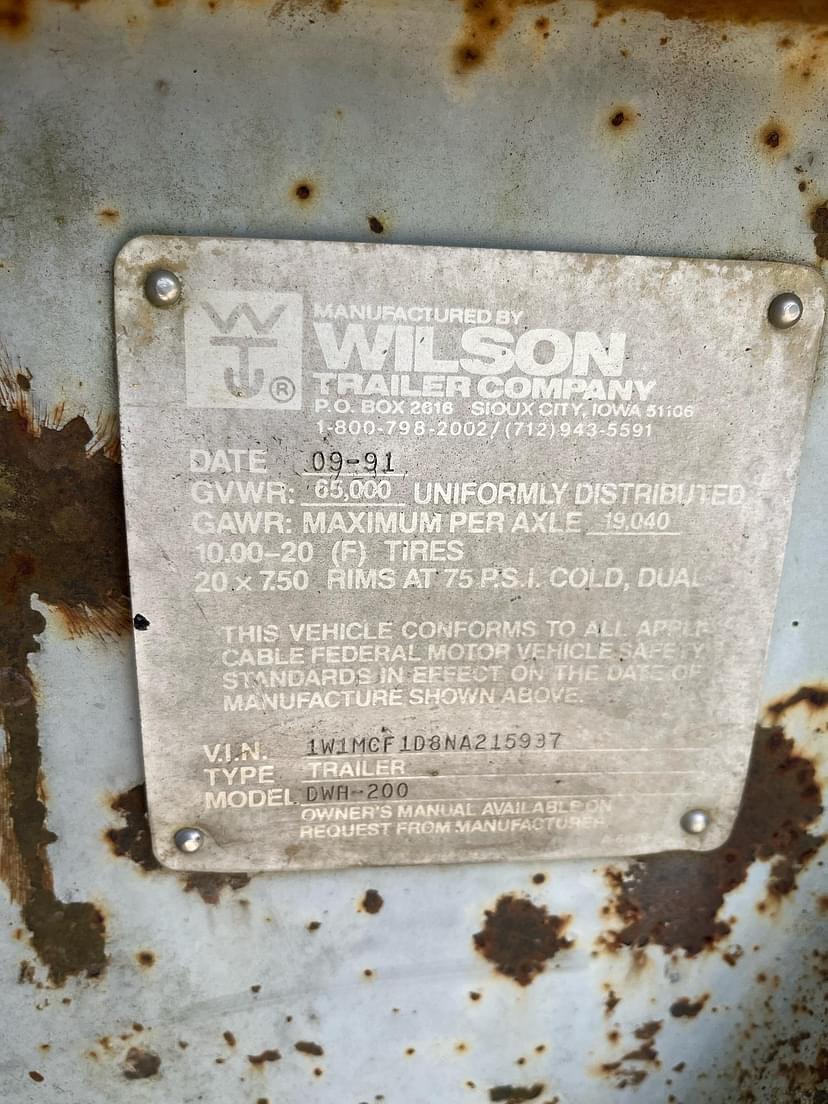 WT
®
MANUFACTURED BY
WILSON
TRAILER COMPANY
P.O. BOX 2616 SIOUX CITY, IOWA 51106
1-800-798-2002/(712)943-5591
DATE 09-91
GVWR: 65,000 UNIFORMLY DISTRIBUTED
GAWR: MAXIMUM PER AXLE 19,040
10.00-20 (F) TIRES
20 x 7.50 RIMS AT 75 P.S.I. COLD, DUAL
THIS VEHICLE CONFORMS TO ALL APPLI-
CABLE FEDERAL MOTOR VEHICLE SAFETY
STANDARDS IN EFFECT ON THE DATE OF
MANUFACTURE SHOWN ABOVE.
V.I.N. 1W1MCF1D8NA215937
TYPE TRAILER
MODEL DWH-200
OWNER'S MANUAL AVAILABLE ON
REQUEST FROM MANUFACTURER